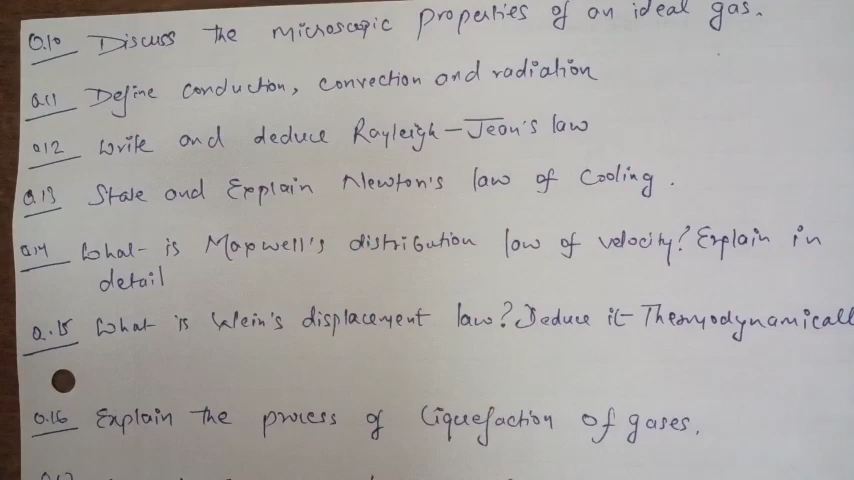 Q.10 Discuss the microscopic properties of an ideal gas.
Q.11 Define conduction, convection and radiation
Q12 Write and deduce Rayleigh-Jean's law
Q.13 State and Explain Newton's law of Cooling.
Q.14 What is Maxwell's distribution law of velocity? Explain in
detail
Q.15 What is Wein's displacement law? Deduce it Thermodynamicall
Q.16 Explain the process of liquefaction of gases.